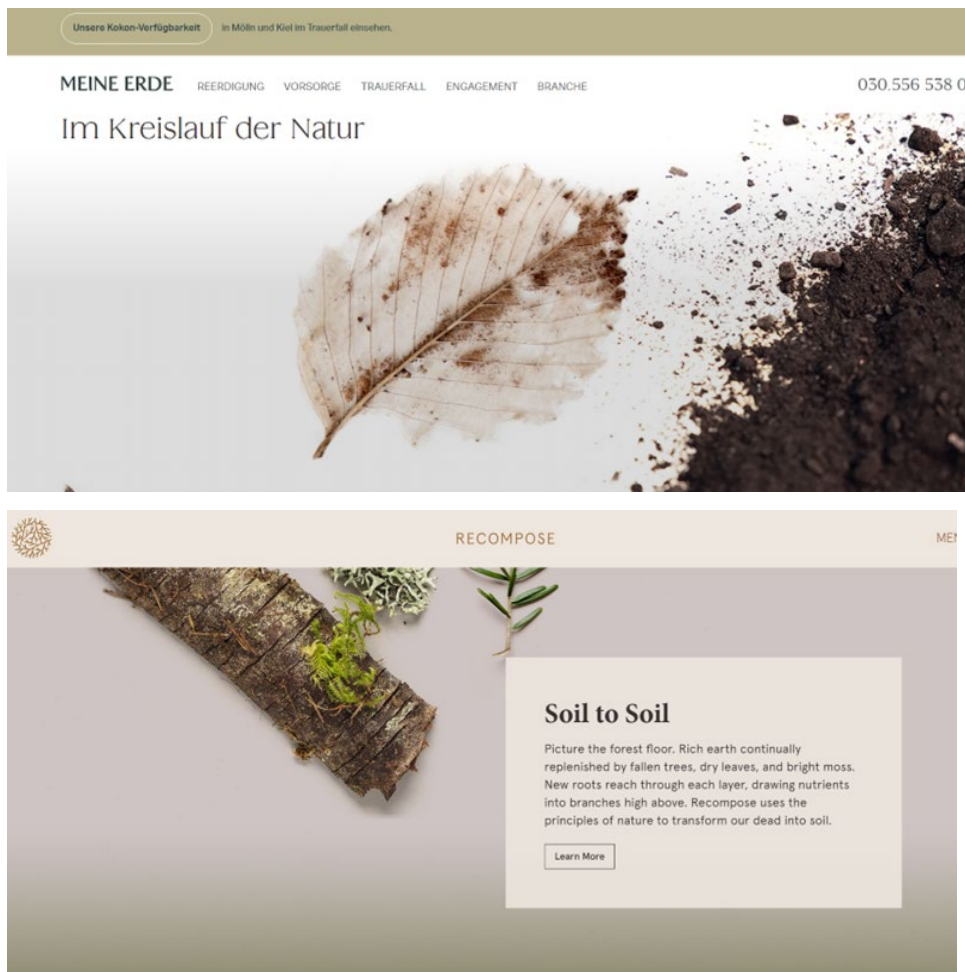 Unsere Kokon-Verfügbarkeit in Mölln und Kiel im Trauerfall einsehen.
MEINE ERDE REERDIGUNG VORSORGE TRAUERFALL ENGAGEMENT BRANCHE 030.556 538 0
Im Kreislauf der Natur
RECOMPOSE
Soil to Soil
Picture the forest floor. Rich earth continually
replenished by fallen trees, dry leaves, and bright moss.
New roots reach through each layer, drawing nutrients
into branches high above. Recompose uses the
principles of nature to transform our dead into soil.
Learn More